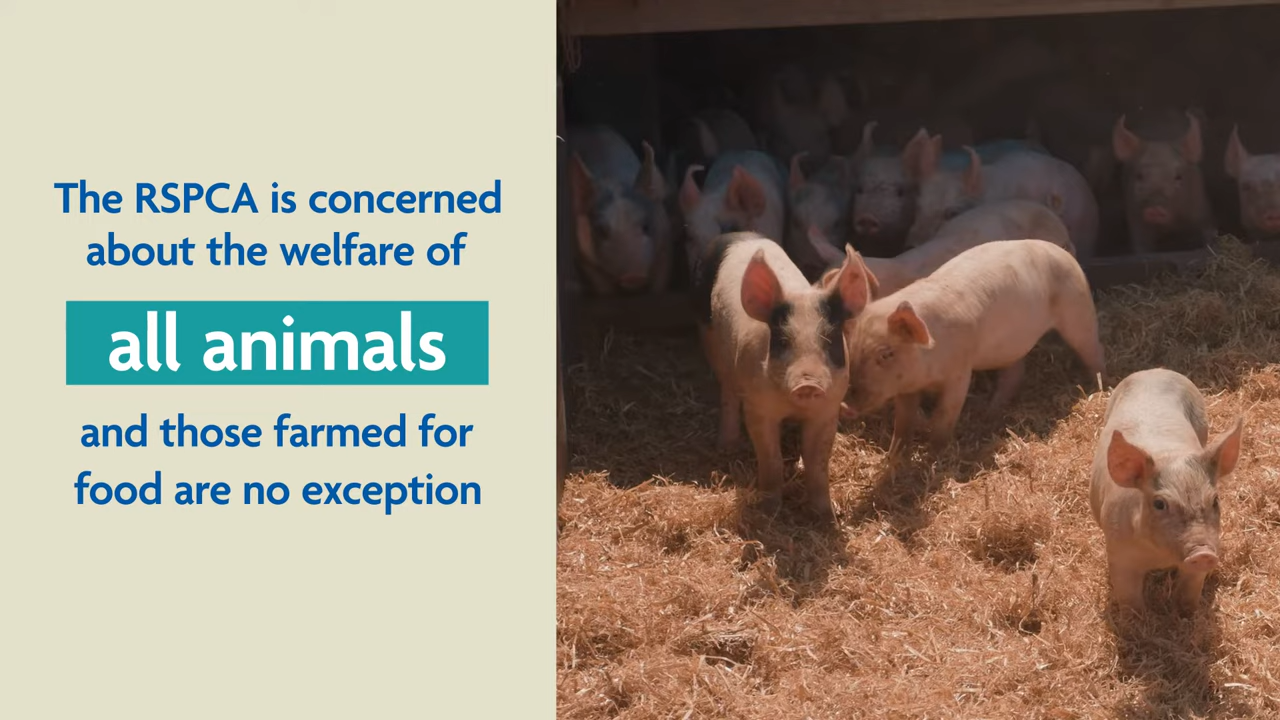 The RSPCA is concerned
about the welfare of
all animals
and those farmed for
food are no exception